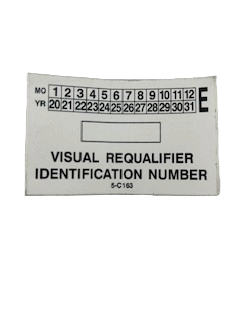 MO 1 2 3 4 5 6 7 8 9 10 11 12 E
YR 20 21 22 23 24 25 26 27 28 29 30 31
VISUAL REQUALIFIER
IDENTIFICATION NUMBER
5-C163